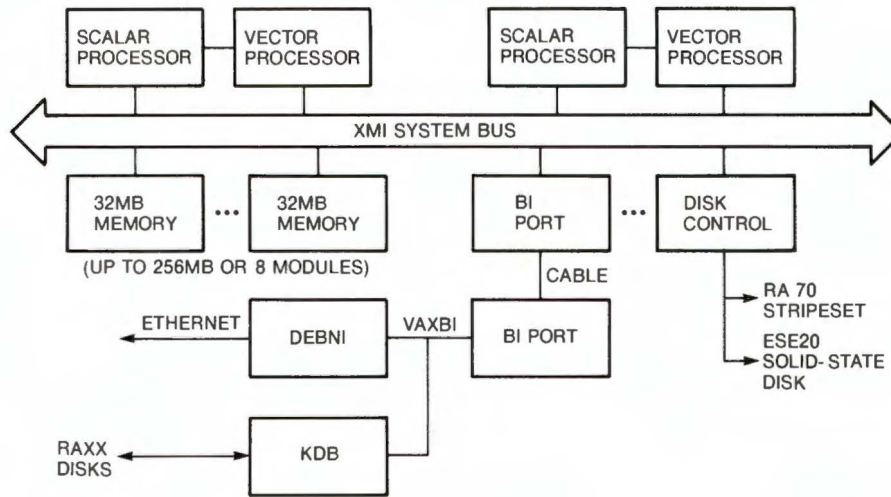 SCALAR
PROCESSOR
VECTOR
PROCESSOR
SCALAR
PROCESSOR
VECTOR
PROCESSOR
XMI SYSTEM BUS
32MB
MEMORY
...
32MB
MEMORY
BI
PORT
...
DISK
CONTROL
(UP TO 256MB OR 8 MODULES)
CABLE
RA 70
STRIPESET
ETHERNET
DEBNI
VAXBI
BI PORT
ESE20
SOLID-STATE
DISK
RAXX
DISKS
KDB